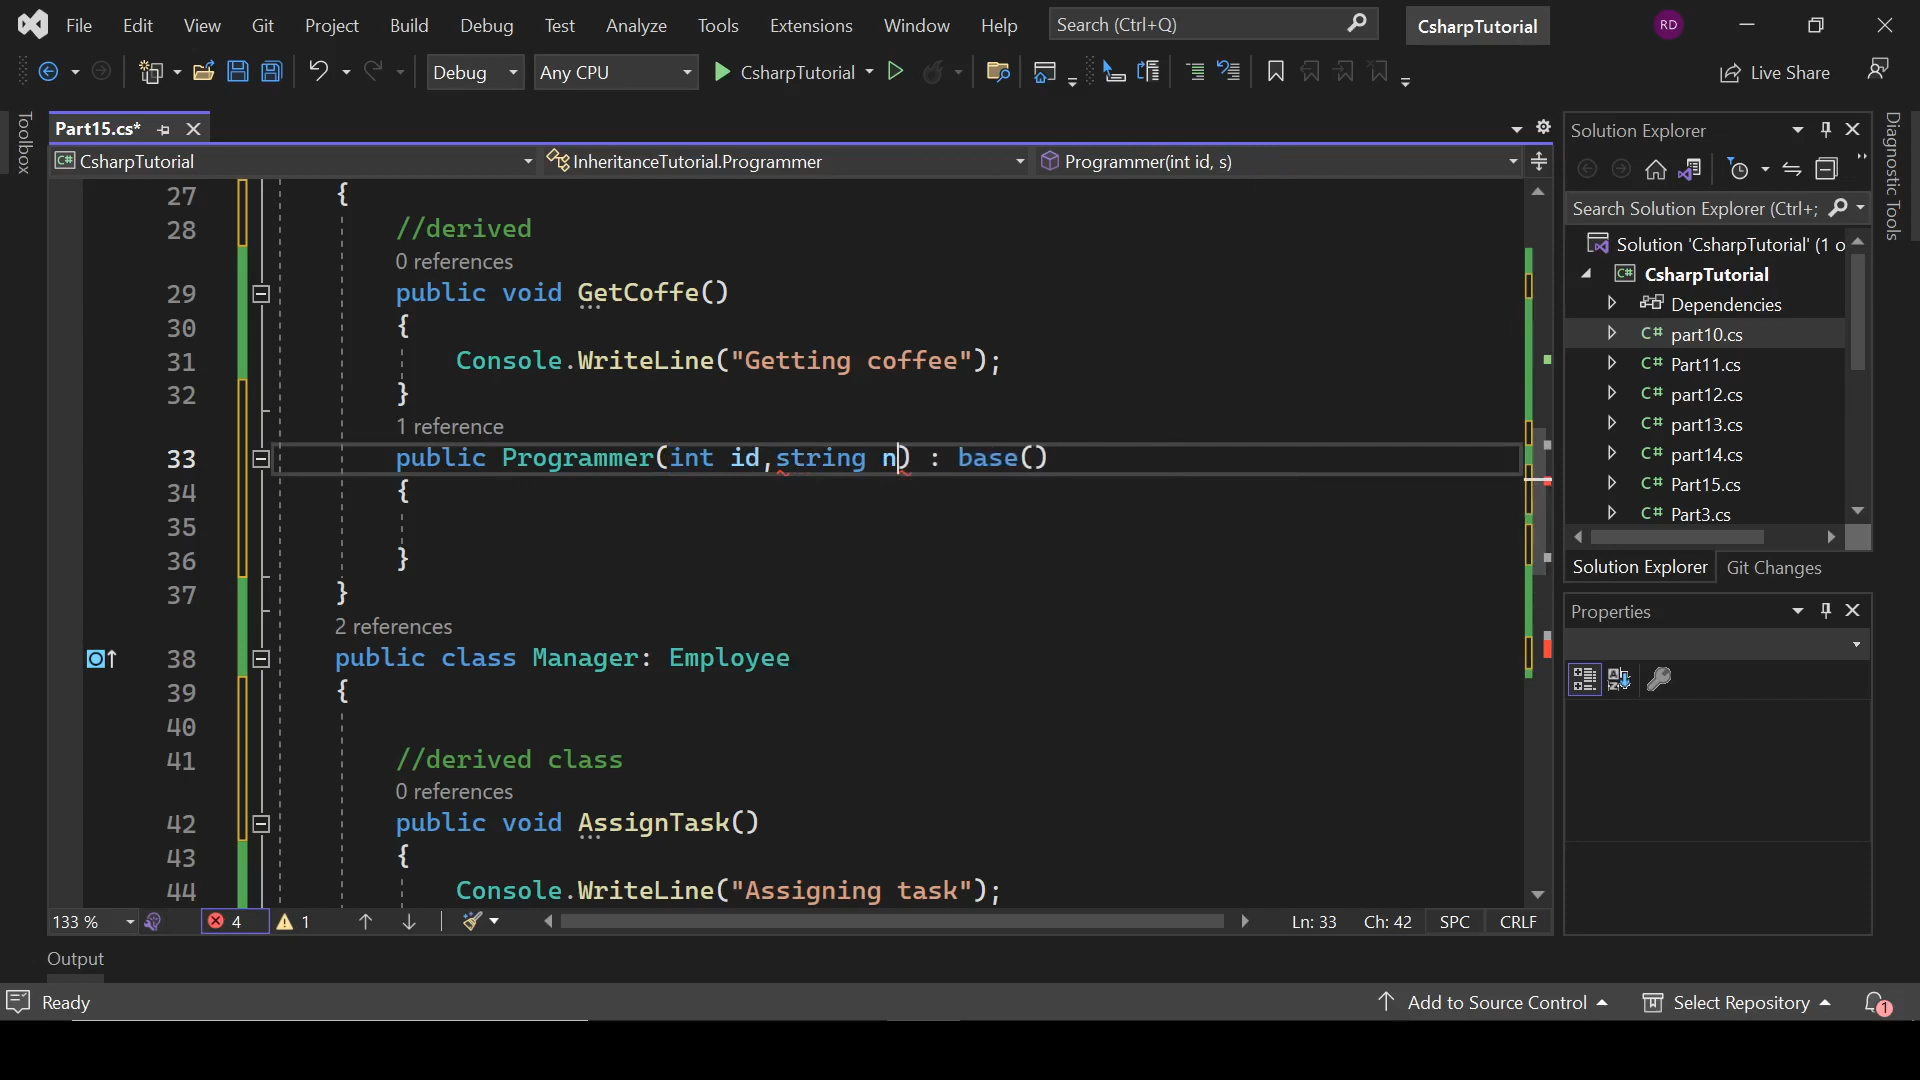 File Edit View Git Project Build Debug Test Analyze Tools Extensions Window Help Search (Ctrl+Q) CsharpTutorial RD
Debug Any CPU CsharpTutorial Live Share
Toolbox
Part15.cs*
CsharpTutorial InheritanceTutorial.Programmer Programmer(int id, s)
27 {
28 //derived
0 references
29 public void GetCoffe()
30 {
31 Console.WriteLine("Getting coffee");
32 }
1 reference
33 public Programmer(int id,string n) : base()
34 {
35
36 }
37 }
2 references
38 public class Manager: Employee
39 {
40
41 //derived class
0 references
42 public void AssignTask()
43 {
44 Console.WriteLine("Assigning task");
133 % 4 1 Ln: 33 Ch: 42 SPC CRLF
Output
Ready Add to Source Control Select Repository 1
Solution Explorer
Search Solution Explorer (Ctrl+;
Solution 'CsharpTutorial' (1 o
C# CsharpTutorial
Dependencies
C# part10.cs
C# Part11.cs
C# part12.cs
C# part13.cs
C# part14.cs
C# Part15.cs
C# Part3.cs
Solution Explorer Git Changes
Properties
Diagnostic Tools